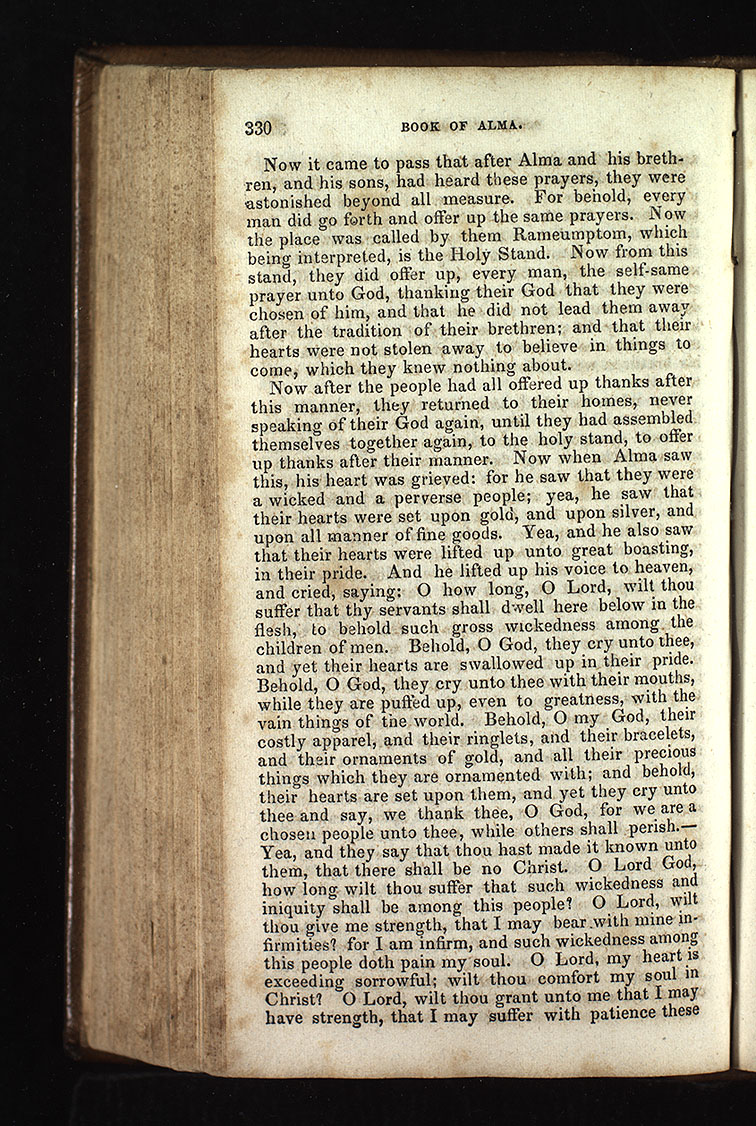 330 BOOK OF ALMA.
Now it came to pass that after Alma and his breth-
ren, and his sons, had heard these prayers, they were
astonished beyond all measure. For behold, every
man did go forth and offer up the same prayers. Now
the place was called by them Rameumptom, which
being interpreted, is the Holy Stand. Now from this
stand, they did offer up, every man, the self-same
prayer unto God, thanking their God that they were
chosen of him, and that he did not lead them away
after the tradition of their brethren; and that their
hearts were not stolen away to believe in things to
come, which they knew nothing about.
Now after the people had all offered up thanks after
this manner, they returned to their homes, never
speaking of their God again, until they had assembled
themselves together again, to the holy stand, to offer
up thanks after their manner. Now when Alma saw
this, his heart was grieved: for he saw that they were
a wicked and a perverse people; yea, he saw that
their hearts were set upon gold, and upon silver, and
upon all manner of fine goods. Yea, and he also saw
that their hearts were lifted up unto great boasting,
in their pride. And he lifted up his voice to heaven,
and cried, saying: O how long, O Lord, wilt thou
suffer that thy servants shall dwell here below in the
flesh, to behold such gross wickedness among the
children of men. Behold, O God, they cry unto thee,
and yet their hearts are swallowed up in their pride.
Behold, O God, they cry unto thee with their mouths,
while they are puffed up, even to greatness, with the
vain things of the world. Behold, O my God, their
costly apparel, and their ringlets, and their bracelets,
and their ornaments of gold, and all their precious
things which they are ornamented with; and behold,
their hearts are set upon them, and yet they cry unto
thee and say, we thank thee, O God, for we are a
chosen people unto thee, while others shall perish.—
Yea, and they say that thou hast made it known unto
them, that there shall be no Christ. O Lord God,
how long wilt thou suffer that such wickedness and
iniquity shall be among this people? O Lord, wilt
thou give me strength, that I may bear with mine in-
firmities? for I am infirm, and such wickedness among
this people doth pain my soul. O Lord, my heart is
exceeding sorrowful; wilt thou comfort my soul in
Christ? O Lord, wilt thou grant unto me that I may
have strength, that I may suffer with patience these